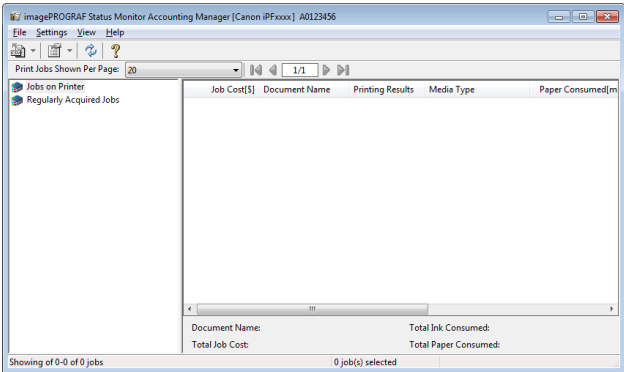 imagePROGRAF Status Monitor Accounting Manager [Canon iPFxxxx] A0123456
File Settings View Help
Print Jobs Shown Per Page: 20 1/1
Jobs on Printer
Regularly Acquired Jobs
Job Cost[$] Document Name Printing Results Media Type Paper Consumed[m
Document Name: Total Ink Consumed:
Total Job Cost: Total Paper Consumed:
Showing of 0-0 of 0 jobs 0 job(s) selected